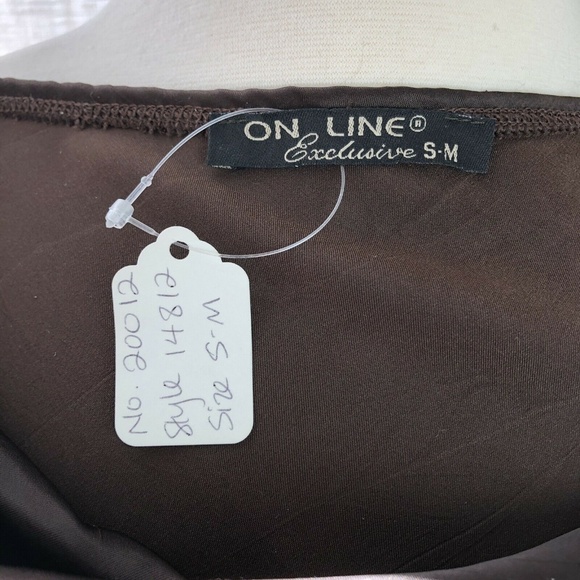 ON LINE®
Exclusive S-M
No. 20012
Style 14812
Size S-M